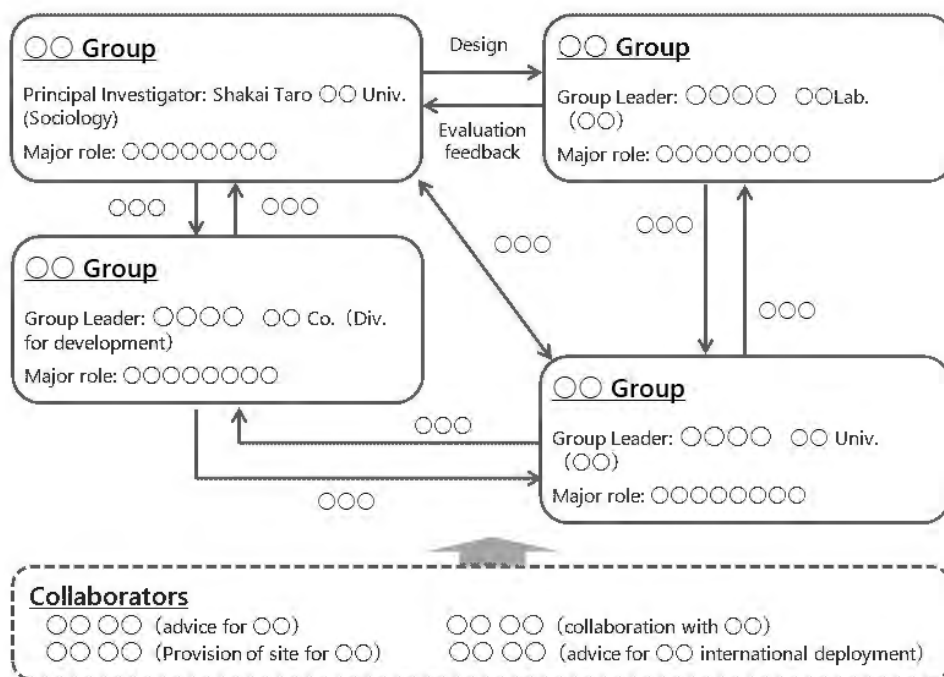 ○○ Group
Principal Investigator: Shakai Taro ○○ Univ.
(Sociology)
Major role: ○○○○○○○○
Design
Evaluation
feedback
○○ Group
Group Leader: ○○○○ ○○Lab.
(○○)
Major role: ○○○○○○○○
○○○
○○○
○○○
○○○
○○○
○○ Group
Group Leader: ○○○○ ○○ Co. (Div.
for development)
Major role: ○○○○○○○○
○○ Group
Group Leader: ○○○○ ○○ Univ.
(○○)
Major role: ○○○○○○○○
○○○
○○○
Collaborators
○○ ○○ (advice for ○○)
○○ ○○ (collaboration with ○○)
○○ ○○ (Provision of site for ○○)
○○ ○○ (advice for ○○ international deployment)